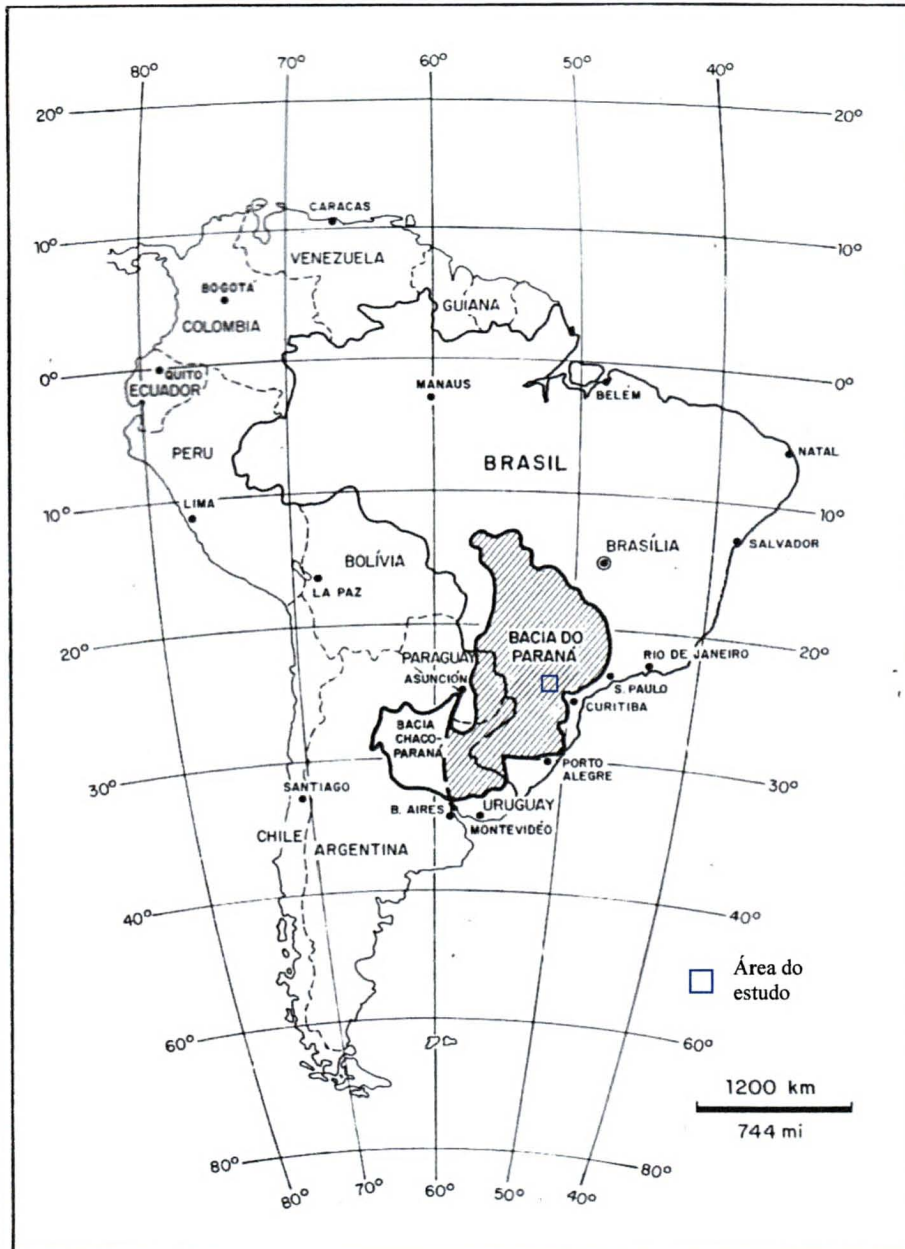 80°
70°
60°
50°
40°
20°
20°
CARACAS
10°
10°
VENEZUELA
BOGOTÁ
GUIANA
COLOMBIA
0°
QUITO
ECUADOR
MANAUS
BELÉM
0°
PERU
BRASIL
NATAL
10°
LIMA
10°
BOLÍVIA
BRASÍLIA
SALVADOR
LA PAZ
20°
BACIA DO
PARANÁ
RIO DE JANEIRO
20°
PARAGUAY
ASUNCIÓN
S. PAULO
CURITIBA
BACIA
CHACO-
PARANÁ
PORTO
ALEGRE
30°
SANTIAGO
B. AIRES
URUGUAY
30°
MONTEVIDÉO
CHILE
ARGENTINA
40°
40°
Área do
estudo
60°
60°
1200 km
744 mi
80°
70°
60°
50°
40°
80°